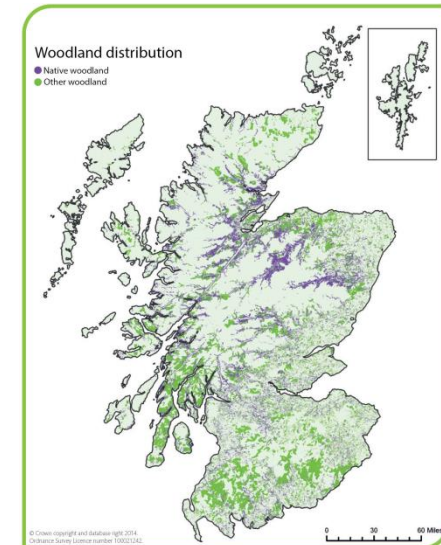 Woodland distribution
Native woodland
Other woodland
© Crown copyright and database right 2014
Ordnance Survey Licence number 100021242
0 30 60 Miles